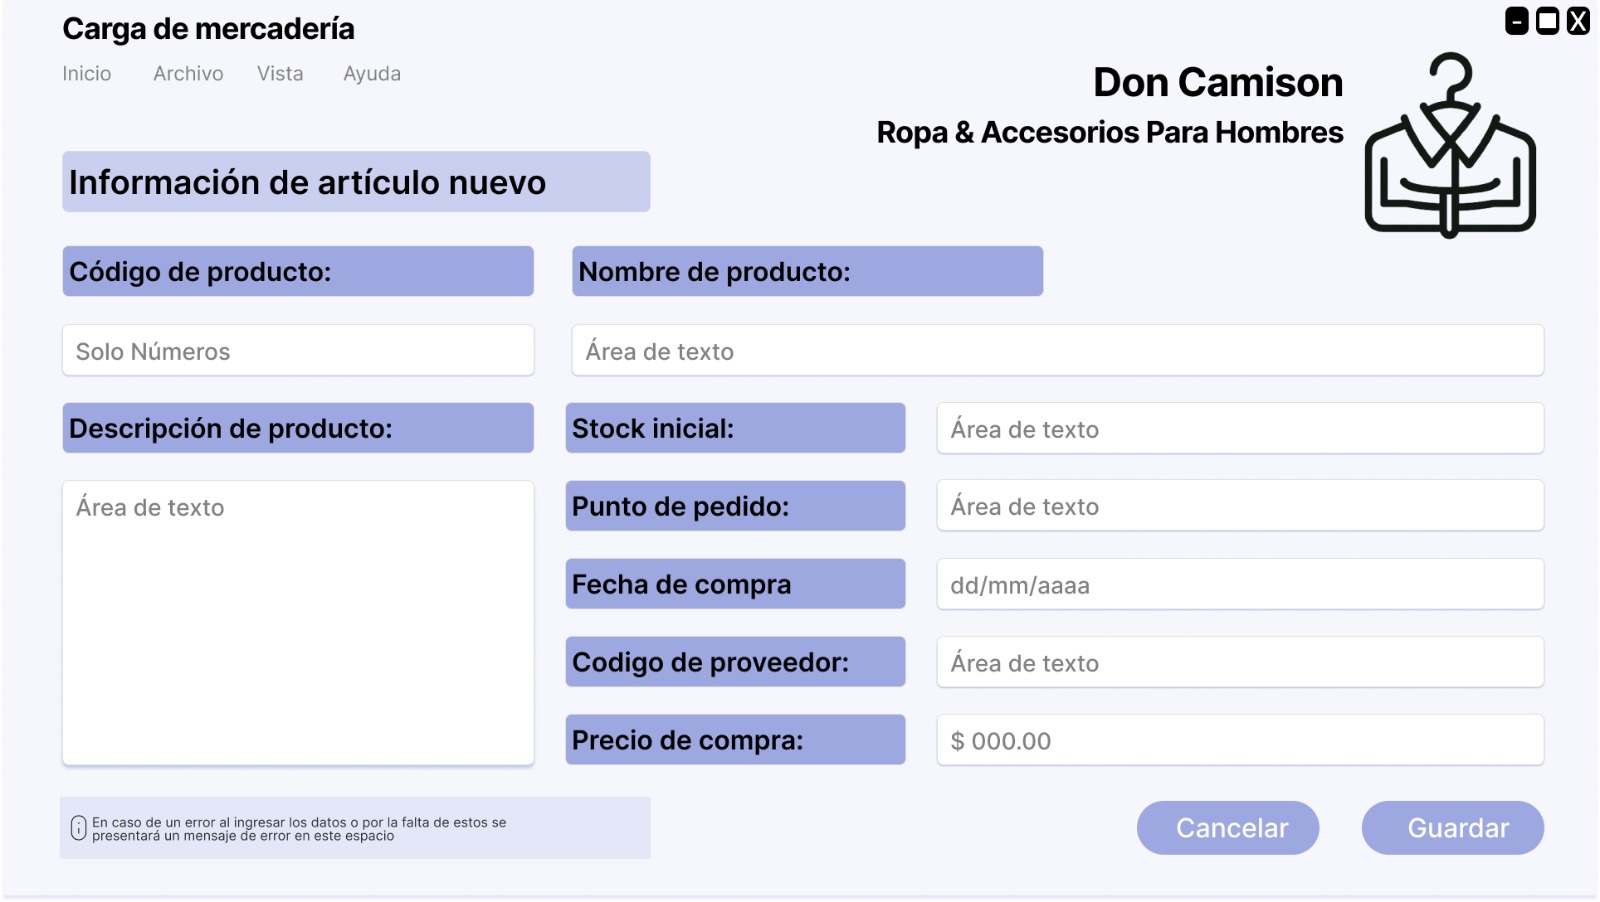 Carga de mercadería
- X
Inicio Archivo Vista Ayuda
Don Camison
Ropa & Accesorios Para Hombres
Información de artículo nuevo
Código de producto: Nombre de producto:
Solo Números Área de texto
Descripción de producto: Stock inicial: Área de texto
Área de texto Punto de pedido: Área de texto
Fecha de compra dd/mm/aaaa
Codigo de proveedor: Área de texto
Precio de compra: $ 000.00
En caso de un error al ingresar los datos o por la falta de estos se
presentará un mensaje de error en este espacio
Cancelar Guardar